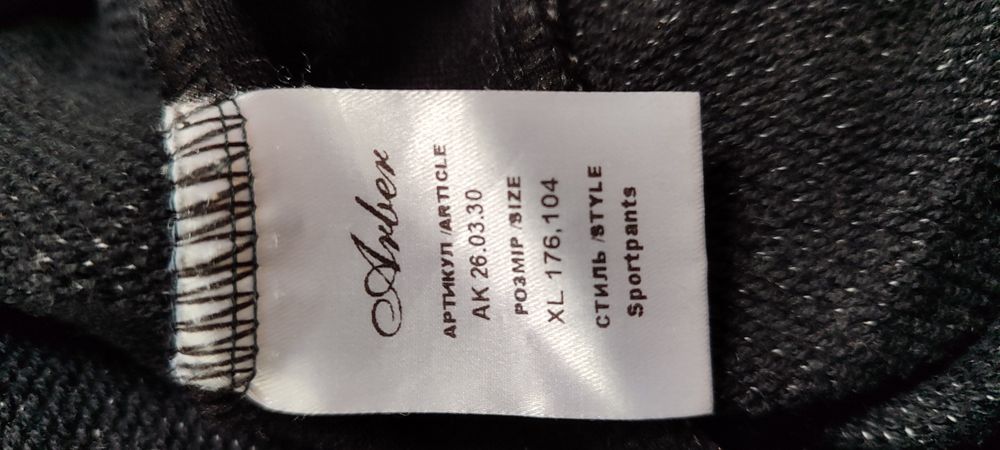 Arber
АРТИКУЛ /ARTICLE
AK 26.03.30
РОЗМІР /SIZE
XL 176,104
СТИЛЬ /STYLE
Sportpants